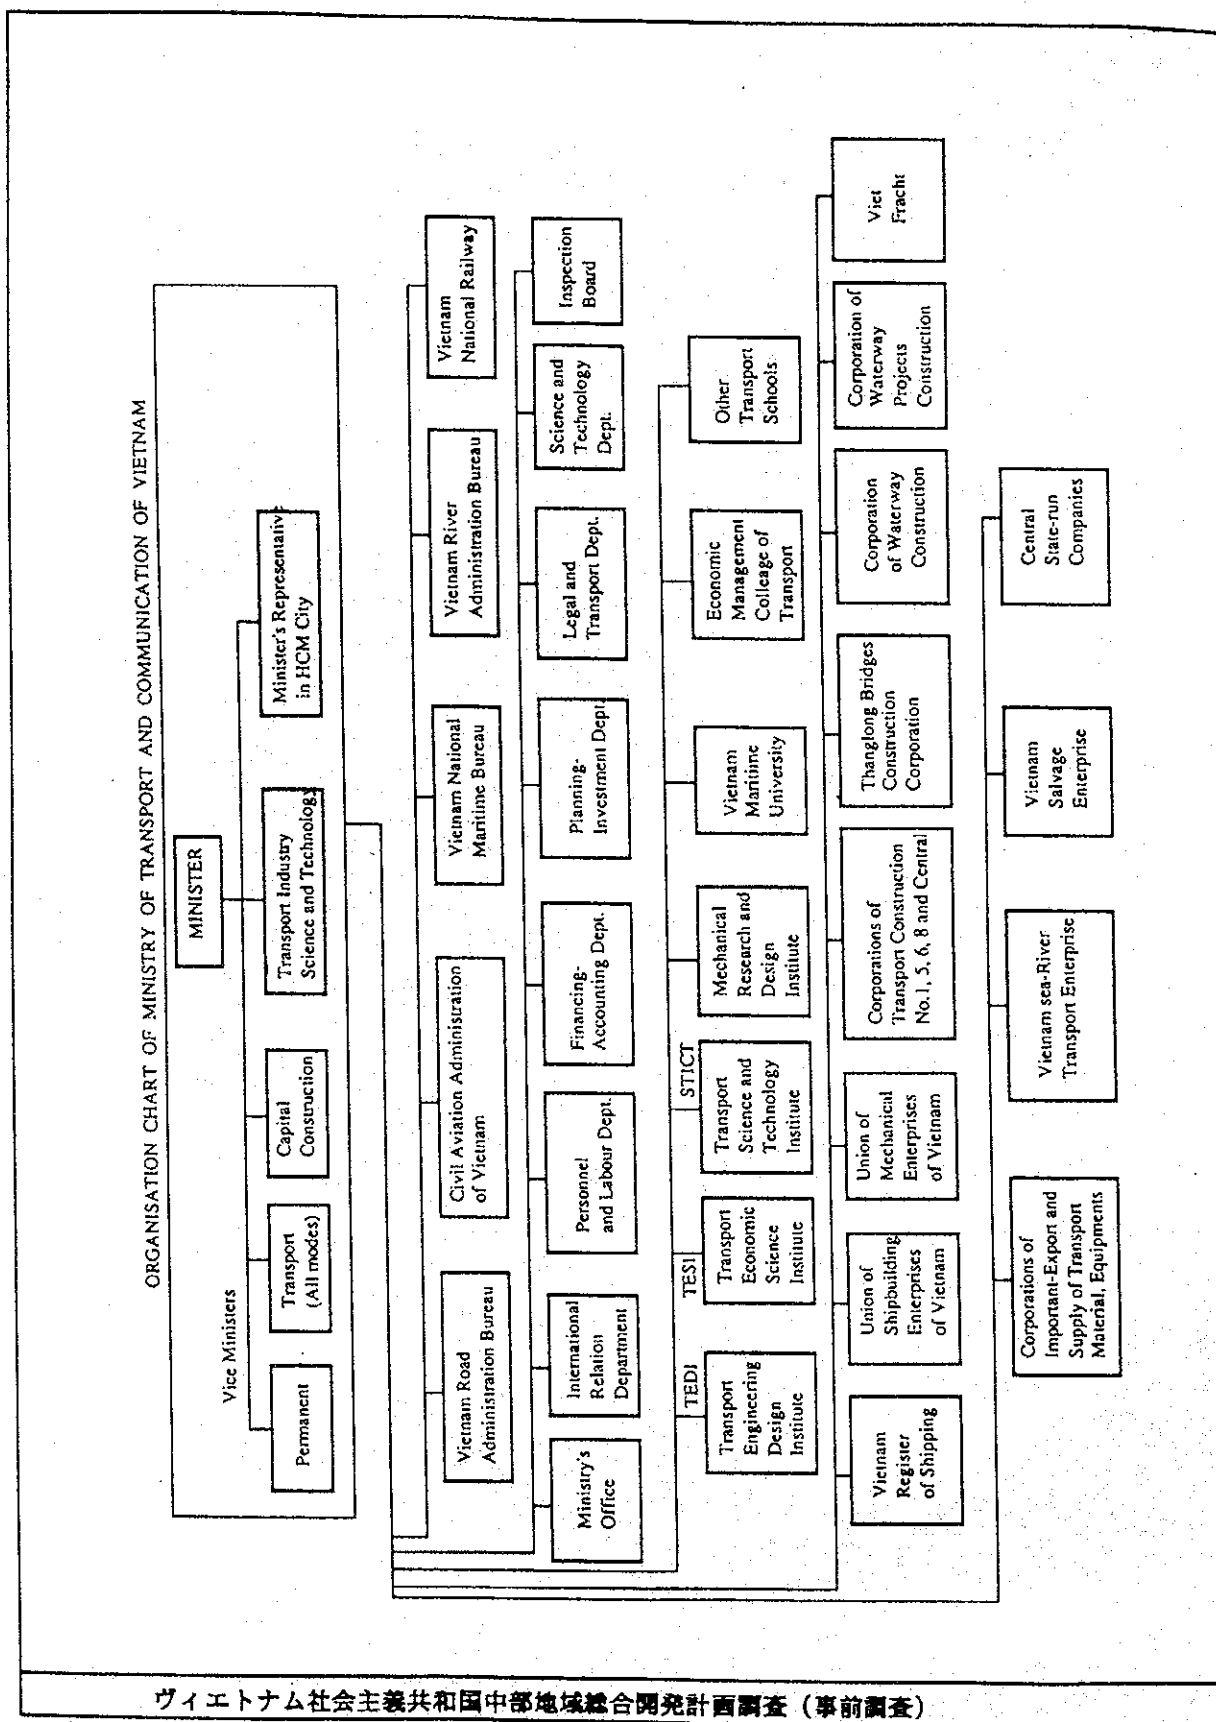 ORGANISATION CHART OF MINISTRY OF TRANSPORT AND COMMUNICATION OF VIETNAM
MINISTER
Vice Ministers
Permanent
Transport
(All modes)
Capital
Construction
Transport Industry
Science and Technology
Minister's Representative
in HCM City
Vietnam Road
Administration Bureau
Civil Aviation Administration
of Vietnam
Vietnam National
Maritime Bureau
Vietnam River
Administration Bureau
Vietnam
National Railway
Ministry's
Office
International
Relation
Department
Personnel
and Labour Dept.
Financing-
Accounting Dept.
Planning-
Investment Dept.
Legal and
Transport Dept.
Science and
Technology
Dept.
Inspection
Board
TEDI
Transport
Engineering
Design
Institute
TESI
Transport
Economic
Science
Institute
STICT
Transport
Science and
Technology
Institute
Mechanical
Research and
Design
Institute
Vietnam
Maritime
University
Economic
Management
Colleage of
Transport
Other
Transport
Schools
Vietnam
Register
of Shipping
Union of
Shipbuilding
Enterprises
of Vietnam
Union of
Mechanical
Enterprises
of Vietnam
Corporations of
Transport Construction
No.1, 5, 6, 8 and Central
Thanglong Bridges
Construction
Corporation
Corporation
of Waterway
Construction
Corporation of
Waterway
Projects
Construction
Viet
Fracht
Corporations of
Important-Export and
Supply of Transport
Material, Equipments
Vietnam sea-River
Transport Enterprise
Vietnam
Salvage
Enterprise
Central
State-run
Companies
ヴィエトナム社会主義共和国中部地域総合開発計画調査（事前調査）